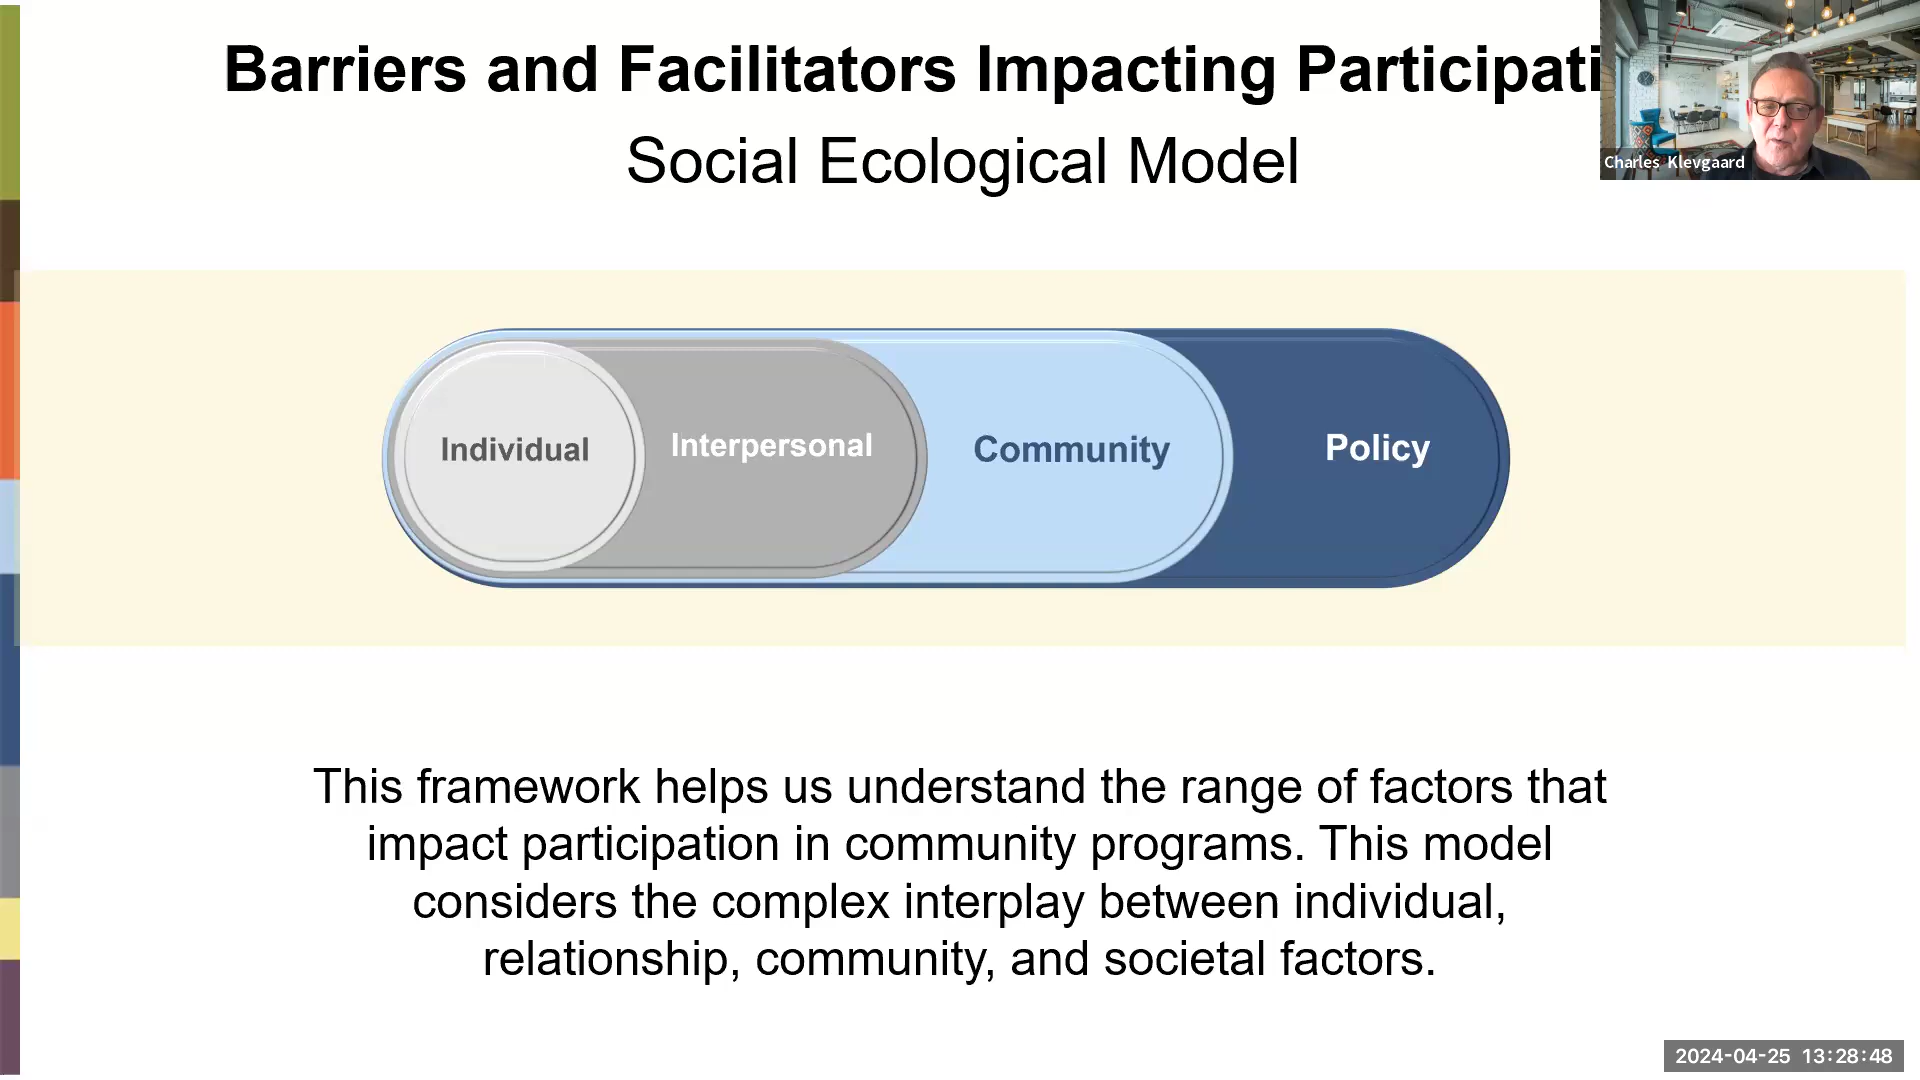 Barriers and Facilitators Impacting Participati
Social Ecological Model
Charles Klevgaard
Individual
Interpersonal
Community
Policy
This framework helps us understand the range of factors that
impact participation in community programs. This model
considers the complex interplay between individual,
relationship, community, and societal factors.
2024-04-25 13:28:48